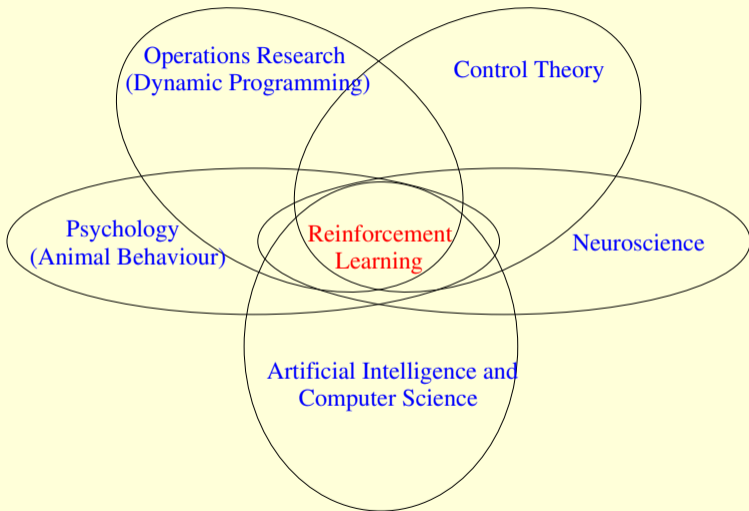 Operations Research
(Dynamic Programming)
Control Theory
Psychology
(Animal Behaviour)
Reinforcement
Learning
Neuroscience
Artificial Intelligence and
Computer Science